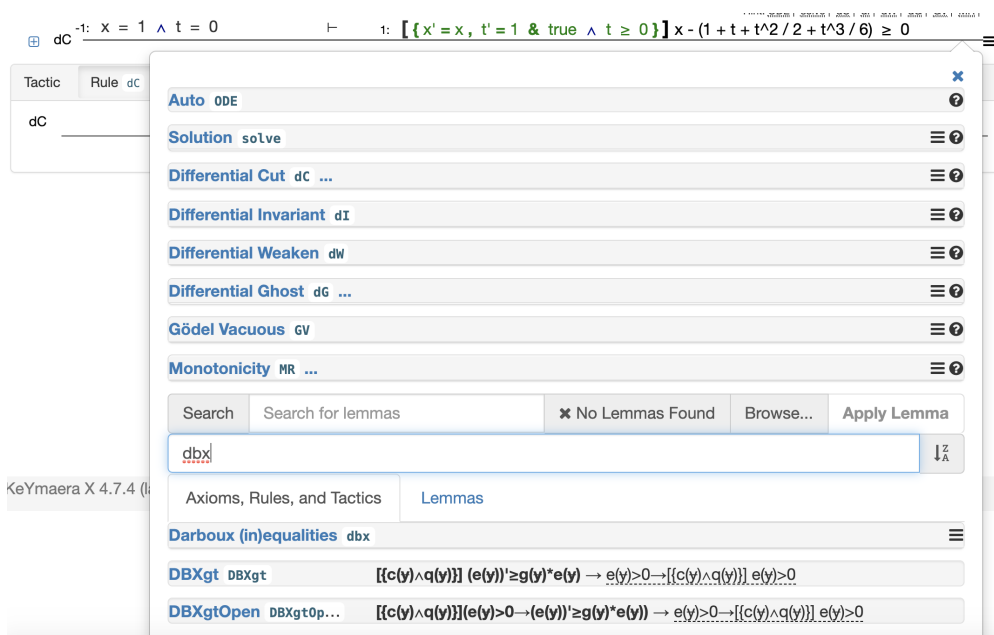 -1: x = 1 ∧ t = 0 ⊢ 1: [{x' = x, t' = 1 & true ∧ t ≥ 0}] x - (1 + t + t^2 / 2 + t^3 / 6) ≥ 0
dC
Tactic Rule dC
dC
Auto ODE
Solution solve
Differential Cut dC ...
Differential Invariant dI
Differential Weaken dW
Differential Ghost dG ...
Gödel Vacuous GV
Monotonicity MR ...
Search Search for lemmas ✖ No Lemmas Found Browse... Apply Lemma
dbx
KeYmaera X 4.7.4
Axioms, Rules, and Tactics Lemmas
Darboux (in)equalities dbx
DBXgt DBXgt [{c(y)∧q(y)}] (e(y))'≥g(y)*e(y) → e(y)>0→[{c(y)∧q(y)}] e(y)>0
DBXgtOpen DBXgtOp... [{c(y)∧q(y)}](e(y)>0→(e(y))'≥g(y)*e(y)) → e(y)>0→[{c(y)∧q(y)}] e(y)>0